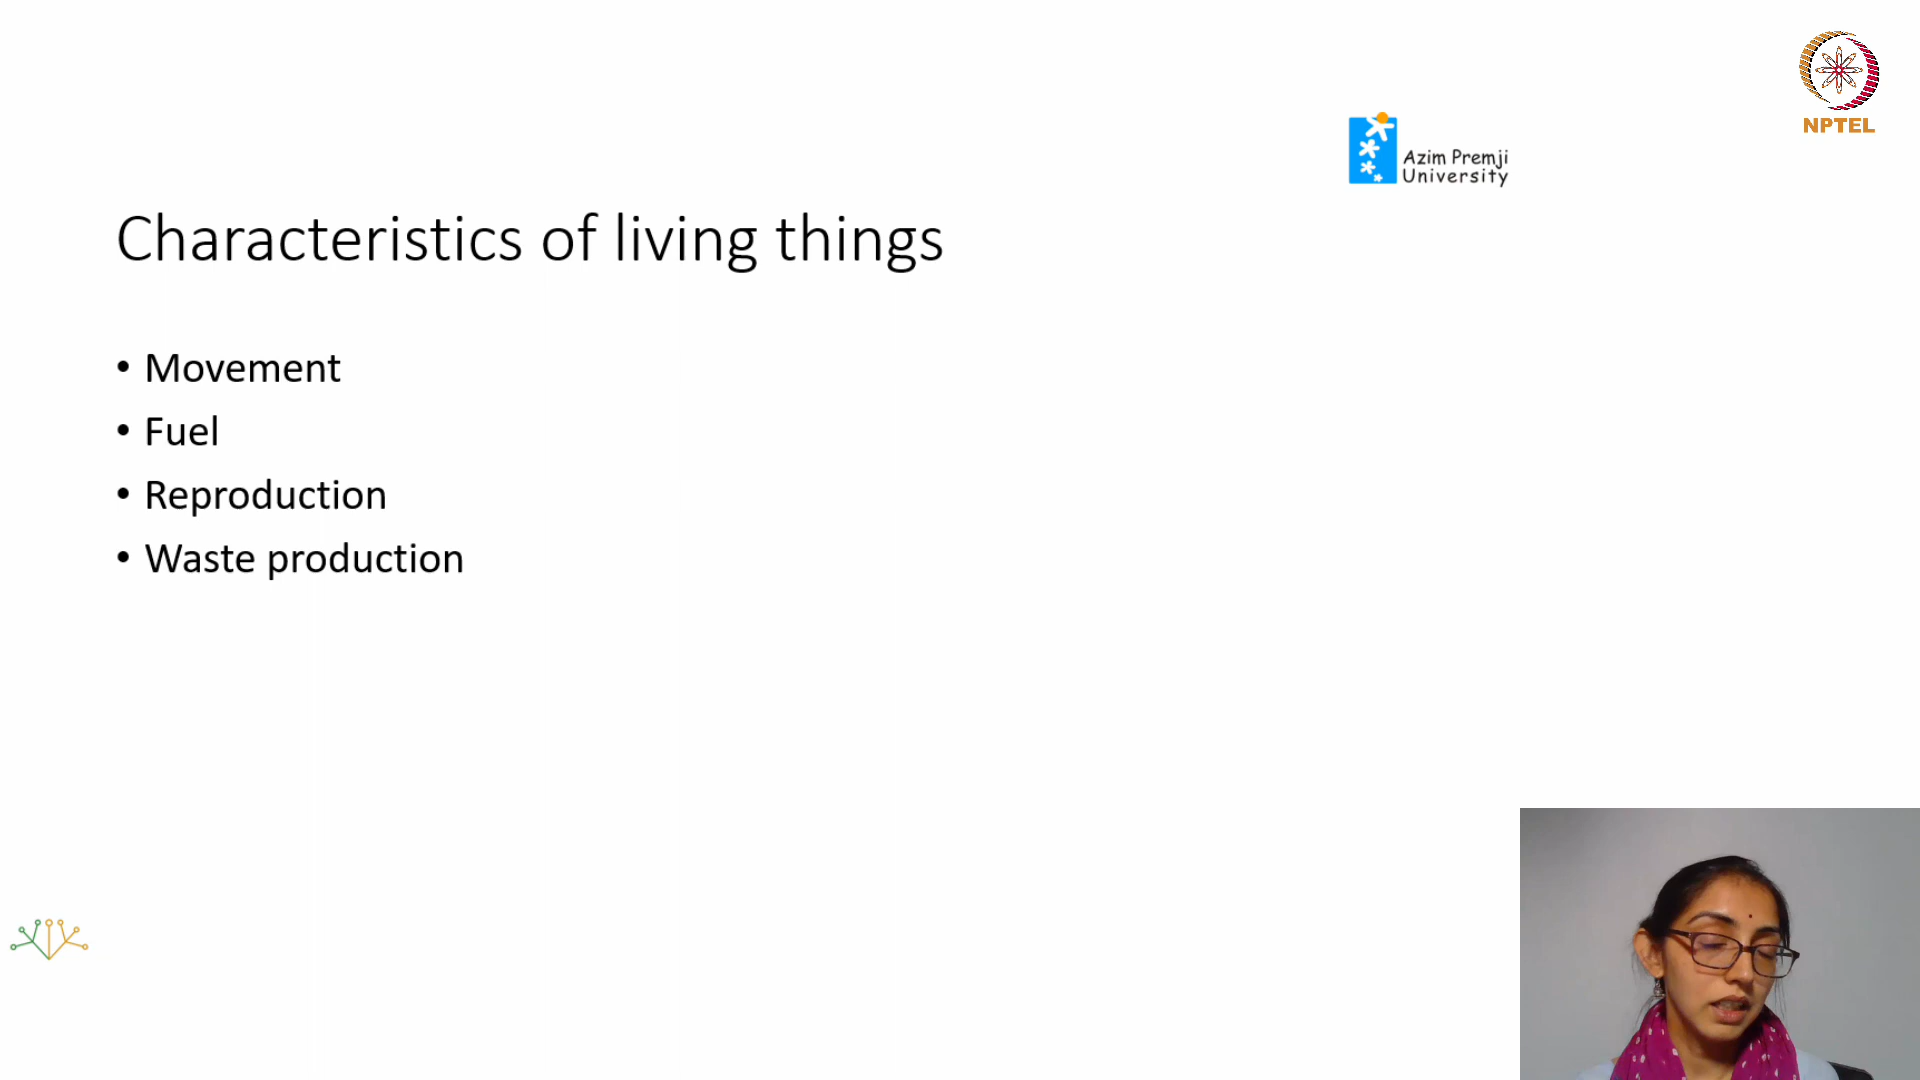 NPTEL
Azim Premji
University
Characteristics of living things
• Movement
• Fuel
• Reproduction
• Waste production